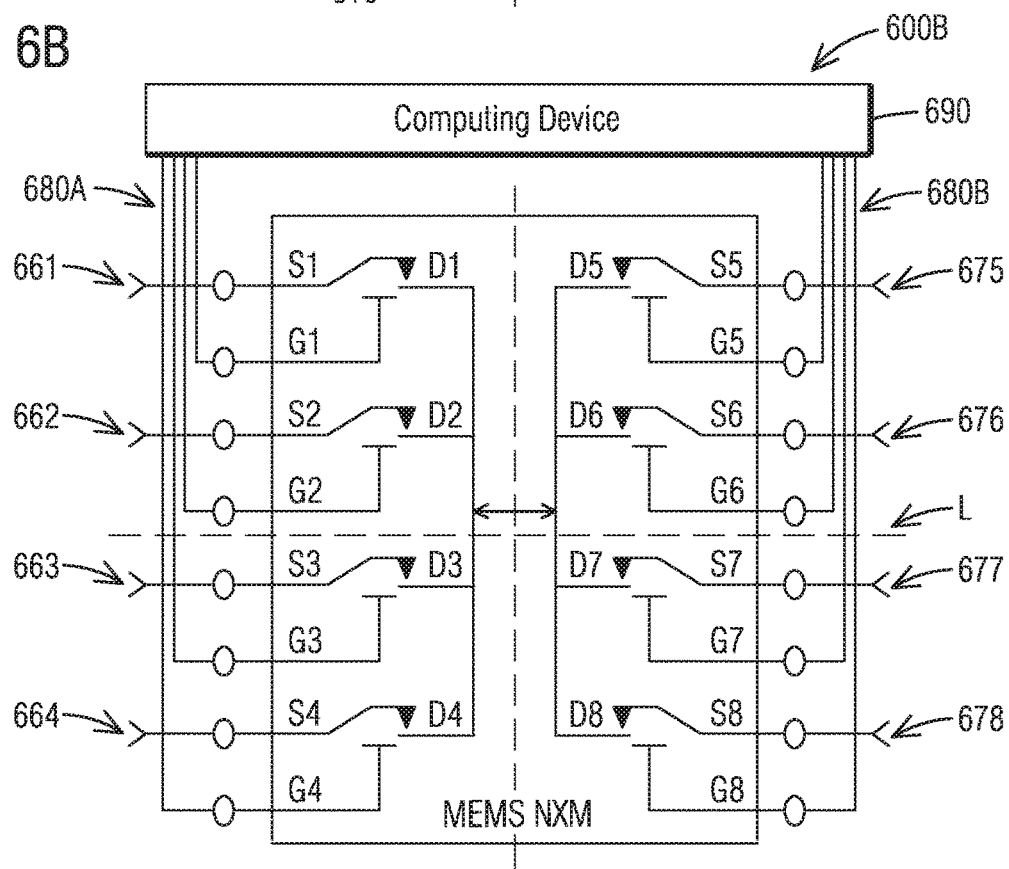 6B
600B
Computing Device
690
680A
680B
661 S1 D1 D5 S5 675
G1 G5
662 S2 D2 D6 S6 676
G2 G6
L
663 S3 D3 D7 S7 677
G3 G7
664 S4 D4 D8 S8 678
G4 G8
MEMS NXM